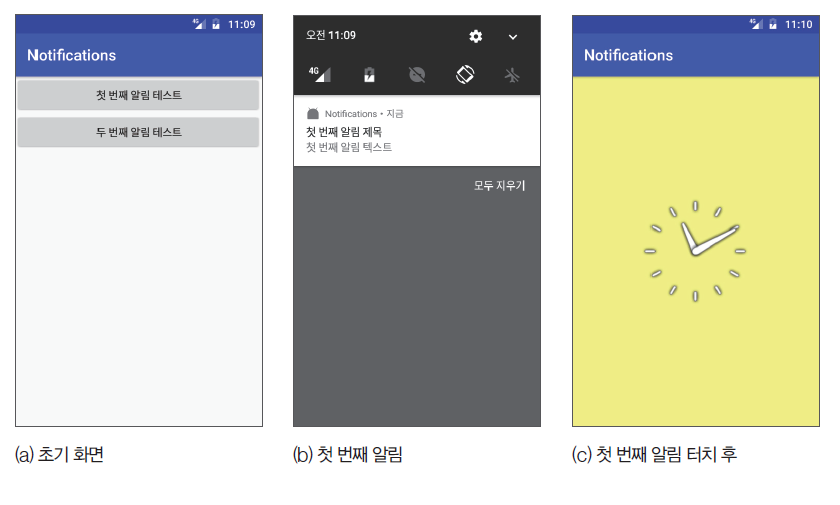 4G 11:09
Notifications
첫 번째 알림 테스트
두 번째 알림 테스트
(a) 초기 화면
오전 11:09
4G
Notifications • 지금
첫 번째 알림 제목
첫 번째 알림 텍스트
모두 지우기
(b) 첫 번째 알림
4G 11:10
Notifications
(c) 첫 번째 알림 터치 후